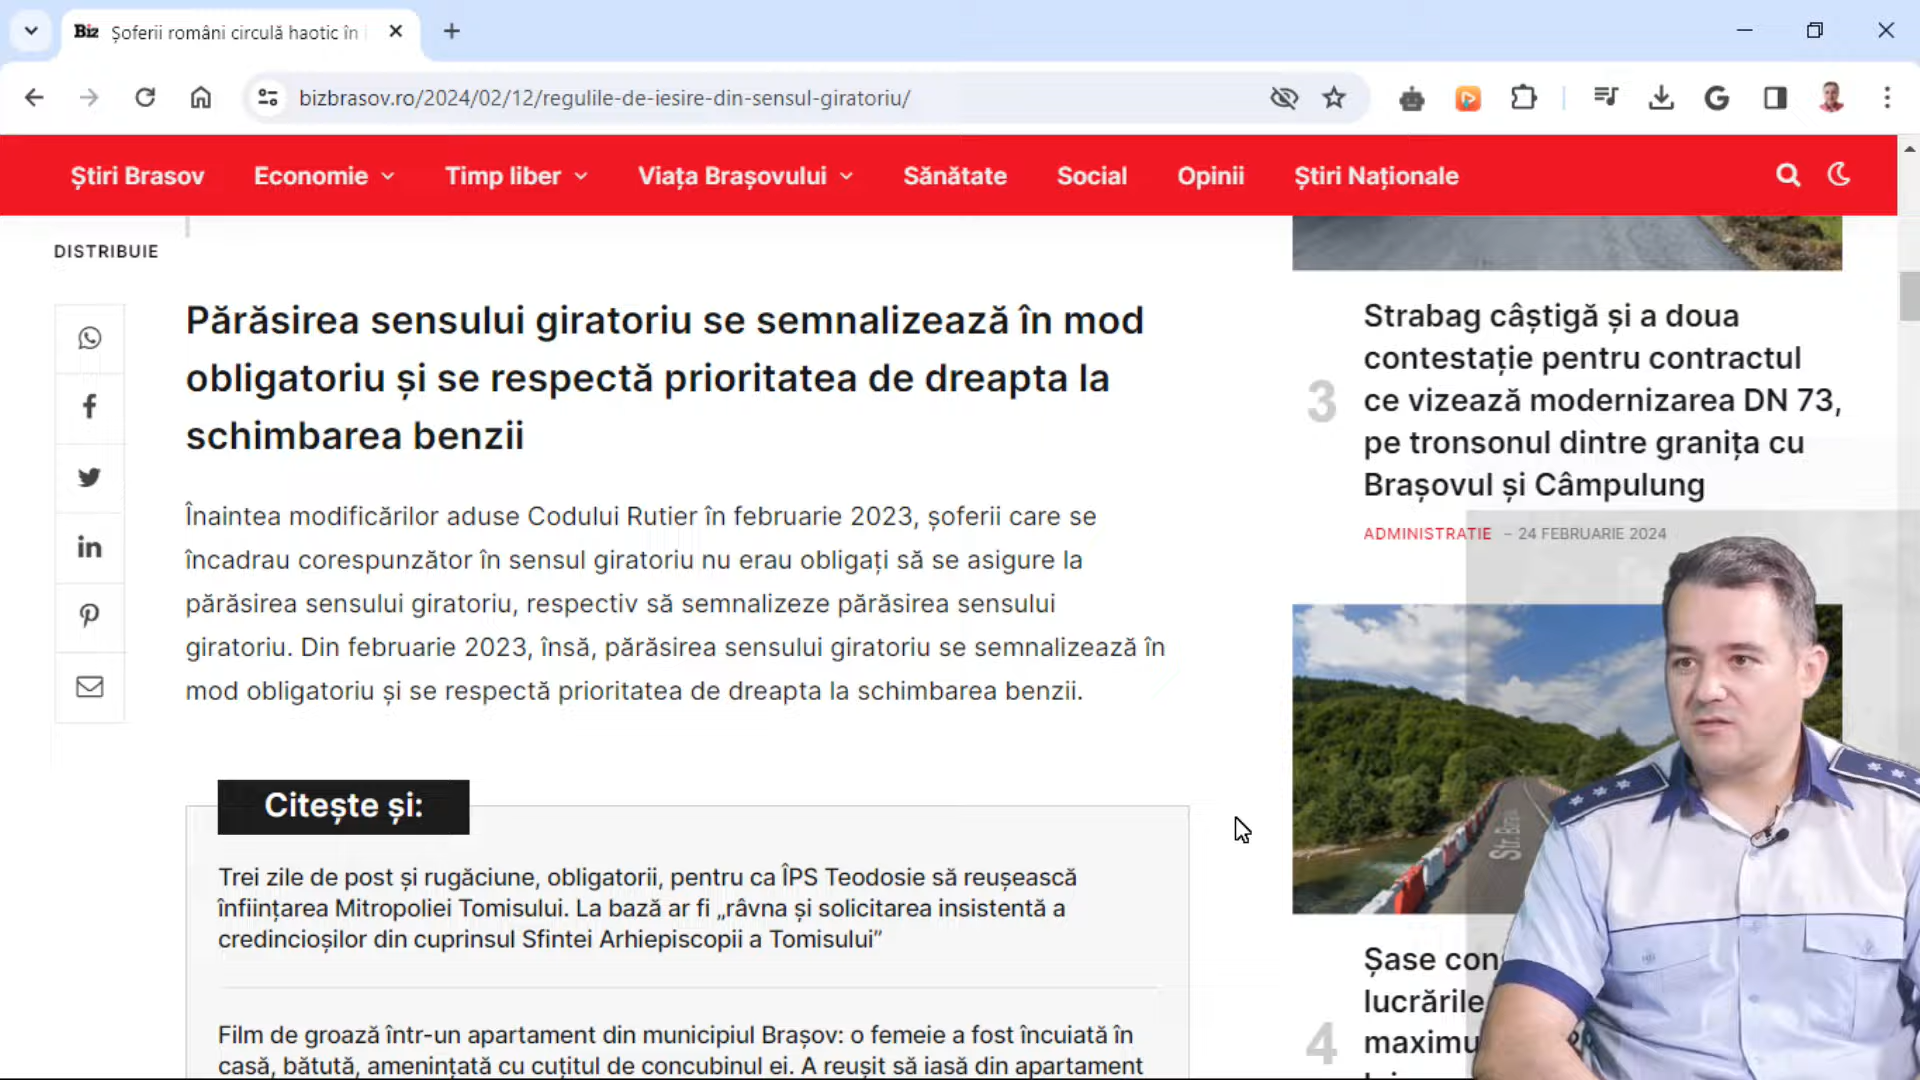 Biz Șoferii români circulă haotic în
bizbrasov.ro/2024/02/12/regulile-de-iesire-din-sensul-giratoriu/
Știri Brasov Economie Timp liber Viața Brașovului Sănătate Social Opinii Știri Naționale
DISTRIBUIE
Părăsirea sensului giratoriu se semnalizează în mod
obligatoriu și se respectă prioritatea de dreapta la
schimbarea benzii
Înaintea modificărilor aduse Codului Rutier în februarie 2023, șoferii care se
încadrau corespunzător în sensul giratoriu nu erau obligați să se asigure la
părăsirea sensului giratoriu, respectiv să semnalizeze părăsirea sensului
giratoriu. Din februarie 2023, însă, părăsirea sensului giratoriu se semnalizează în
mod obligatoriu și se respectă prioritatea de dreapta la schimbarea benzii.
Citește și:
Trei zile de post și rugăciune, obligatorii, pentru ca ÎPS Teodosie să reușească
înființarea Mitropoliei Tomisului. La bază ar fi „râvna și solicitarea insistentă a
credincioșilor din cuprinsul Sfintei Arhiepiscopii a Tomisului”
Film de groază într-un apartament din municipiul Brașov: o femeie a fost încuiată în
casă, bătută, amenințată cu cuțitul de concubinul ei. A reușit să iasă din apartament
3
Strabag câștigă și a doua
contestație pentru contractul
ce vizează modernizarea DN 73,
pe tronsonul dintre granița cu
Brașovul și Câmpulung
ADMINISTRATIE – 24 FEBRUARIE 2024
4
Șase con
lucrările
maximu